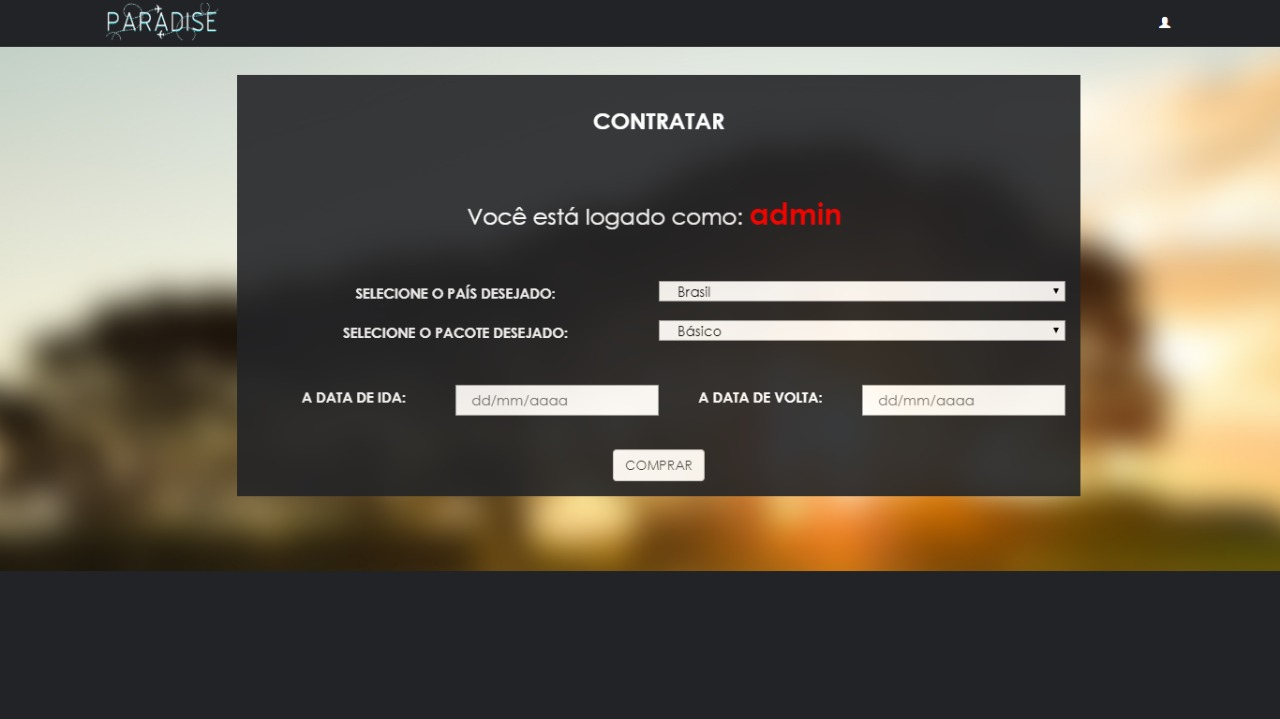 PARADISE
CONTRATAR
Você está logado como: admin
SELECIONE O PAÍS DESEJADO: Brasil
SELECIONE O PACOTE DESEJADO: Básico
A DATA DE IDA: dd/mm/aaaa A DATA DE VOLTA: dd/mm/aaaa
COMPRAR